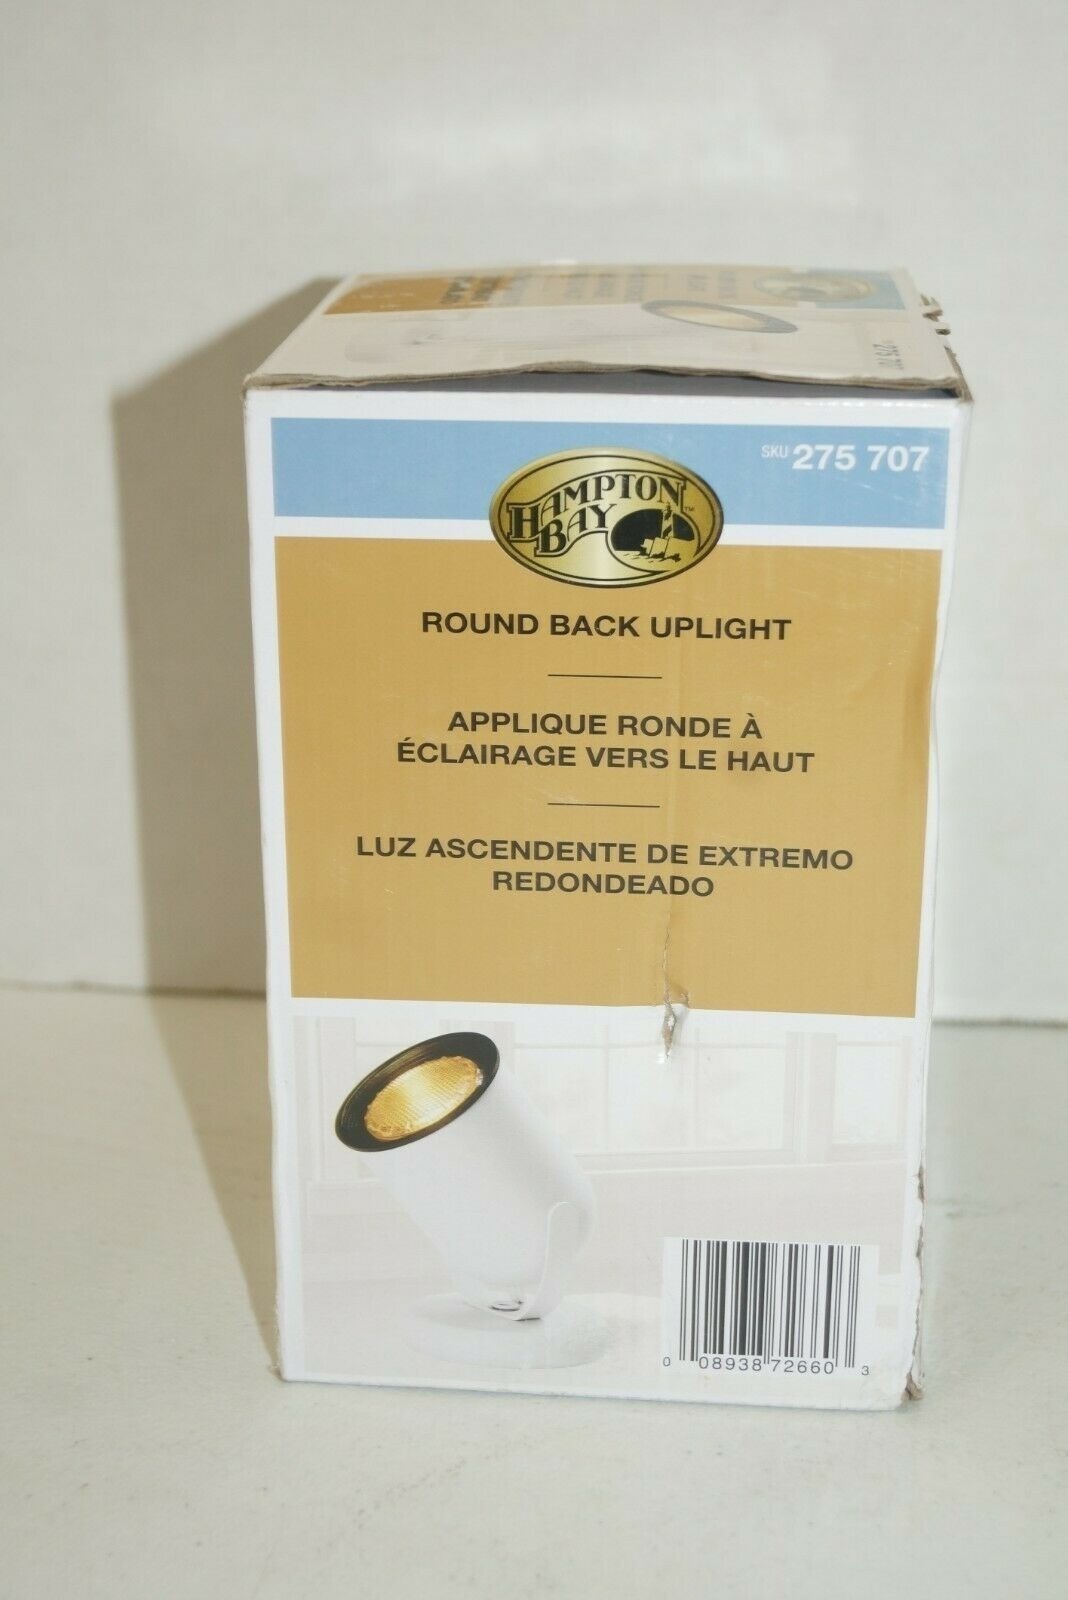 SKU 275 707
HAMPTON
BAY™
ROUND BACK UPLIGHT
APPLIQUE RONDE À
ÉCLAIRAGE VERS LE HAUT
LUZ ASCENDENTE DE EXTREMO
REDONDEADO
0 08938 72660 3